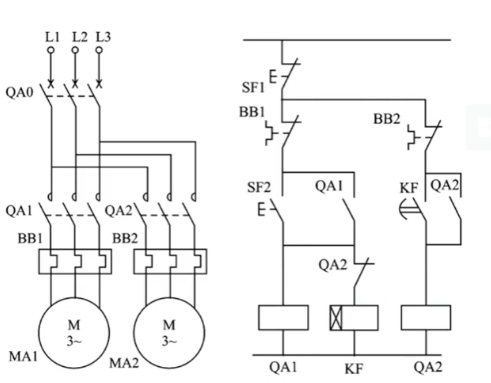 L1 L2 L3
QA0
QA1 QA2
BB1 BB2
M
3~
M
3~
MA1 MA2
SF1
BB1 BB2
SF2 QA1 KF QA2
QA2
QA1 KF QA2